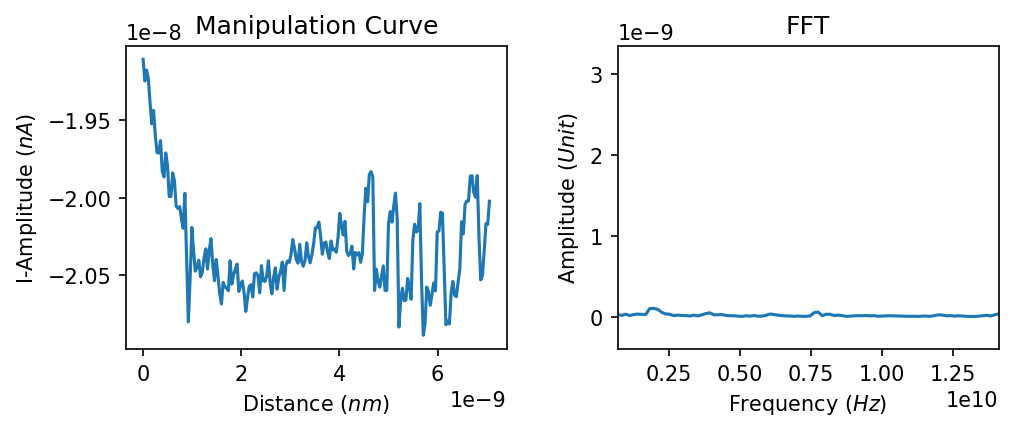 Manipulation Curve
1e−8
I-Amplitude (nA)
−1.95
−2.00
−2.05
0 2 4 6
1e−9
Distance (nm)
FFT
1e−9
Amplitude (Unit)
3
2
1
0
0.25 0.50 0.75 1.00 1.25
1e10
Frequency (Hz)